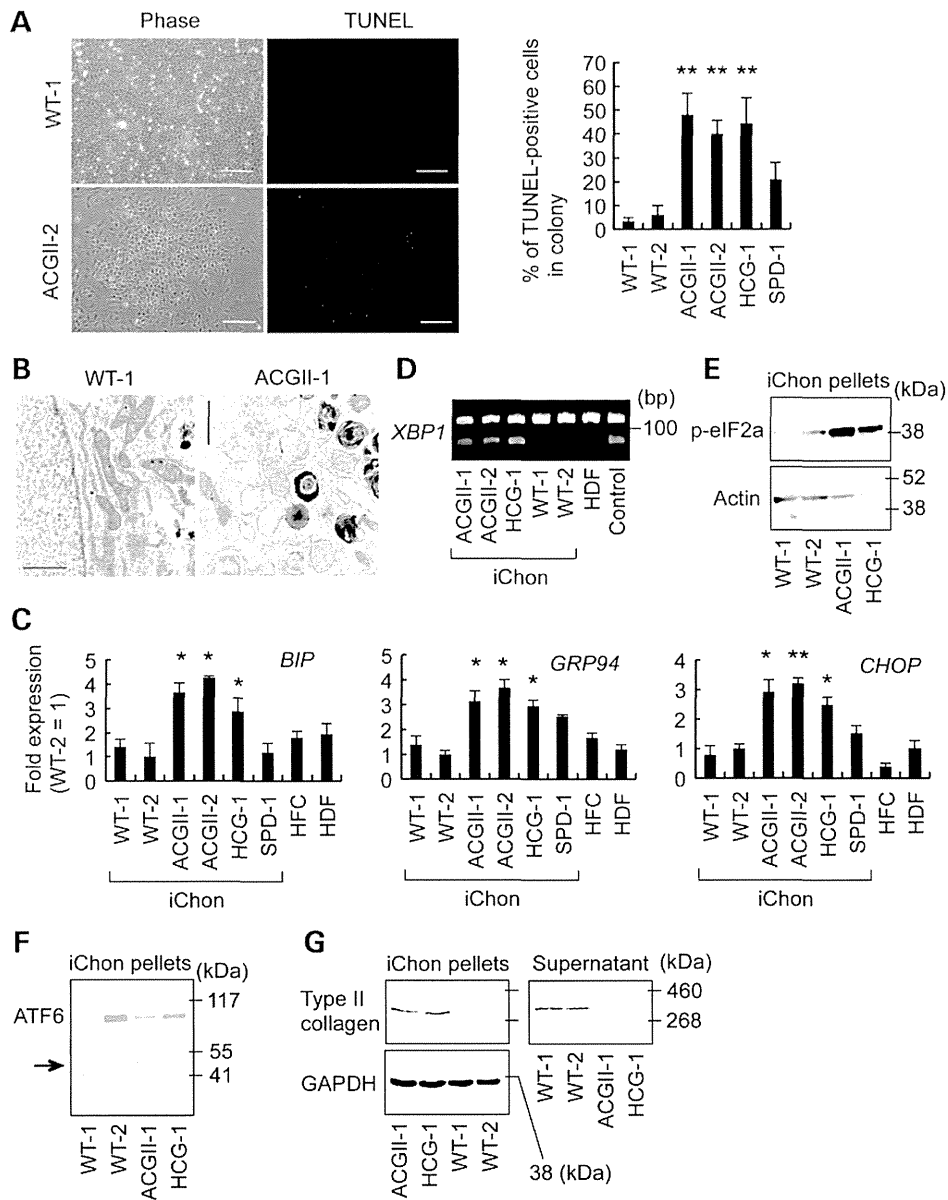 A
Phase
TUNEL
WT-1
ACGII-2
% of TUNEL-positive cells
in colony
70
60
50
40
30
20
10
0
** ** **
WT-1
WT-2
ACGII-1
ACGII-2
HCG-1
SPD-1
B
WT-1
ACGII-1
D
(bp)
XBP1
100
ACGII-1
ACGII-2
HCG-1
WT-1
WT-2
HDF
Control
iChon
E
iChon pellets
(kDa)
p-eIF2a
38
Actin
52
38
WT-1
WT-2
ACGII-1
HCG-1
C
Fold expression
(WT-2 = 1)
BIP
5
4
3
2
1
0
* * *
WT-1
WT-2
ACGII-1
ACGII-2
HCG-1
SPD-1
HFC
HDF
iChon
GRP94
5
4
3
2
1
0
* * *
WT-1
WT-2
ACGII-1
ACGII-2
HCG-1
SPD-1
HFC
HDF
iChon
CHOP
4
3
2
1
0
* ** *
WT-1
WT-2
ACGII-1
ACGII-2
HCG-1
SPD-1
HFC
HDF
iChon
F
iChon pellets
(kDa)
ATF6
117
55
41
WT-1
WT-2
ACGII-1
HCG-1
G
iChon pellets
Supernatant
(kDa)
Type II
collagen
460
268
GAPDH
ACGII-1
HCG-1
WT-1
WT-2
WT-1
WT-2
ACGII-1
HCG-1
38 (kDa)